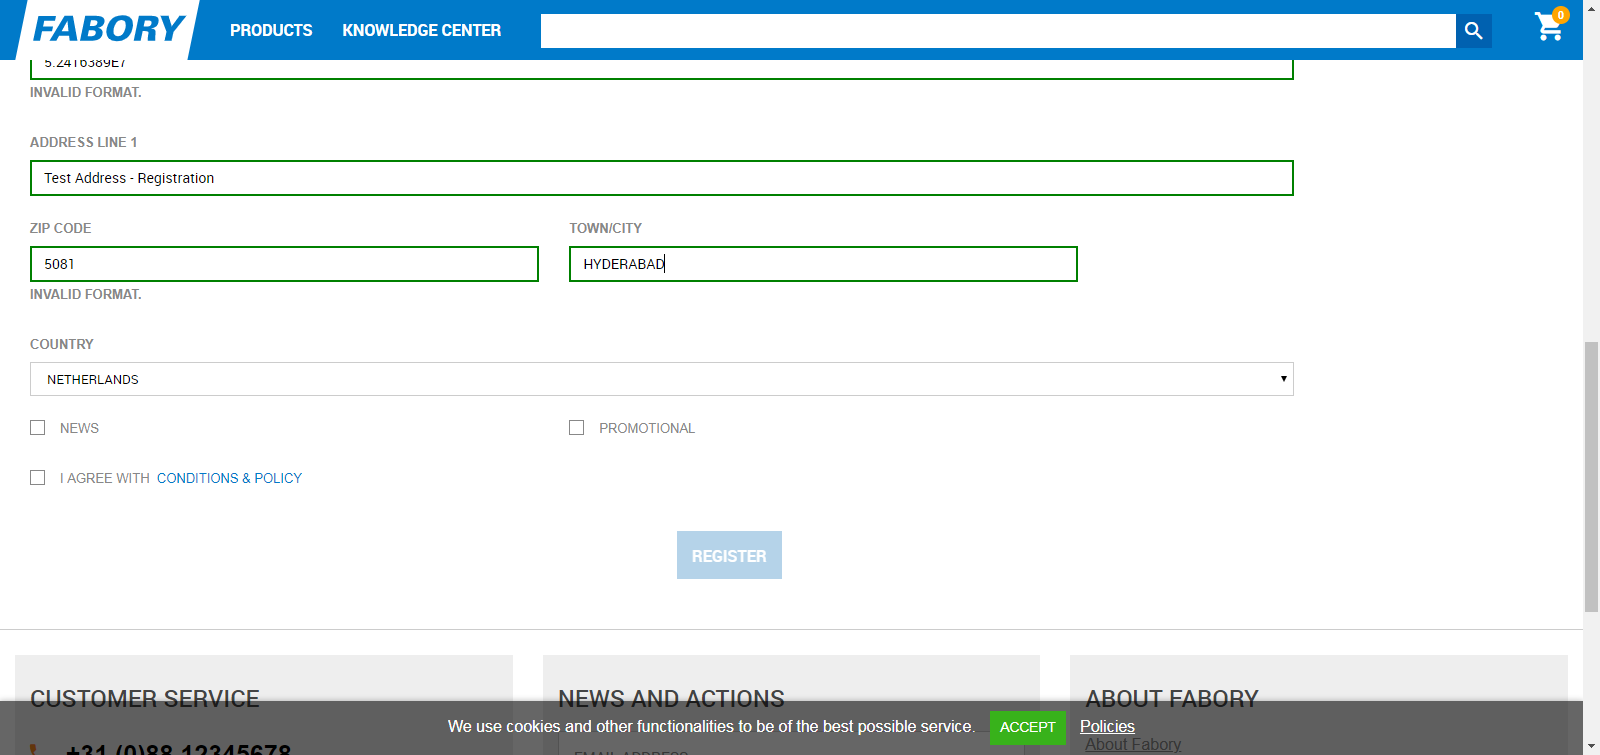 FABORY PRODUCTS KNOWLEDGE CENTER 0
5.2416389E7
INVALID FORMAT.
ADDRESS LINE 1
Test Address - Registration
ZIP CODE TOWN/CITY
5081 HYDERABAD
INVALID FORMAT.
COUNTRY
NETHERLANDS
NEWS PROMOTIONAL
I AGREE WITH CONDITIONS & POLICY
REGISTER
CUSTOMER SERVICE NEWS AND ACTIONS ABOUT FABORY
We use cookies and other functionalities to be of the best possible service. ACCEPT Policies
+31 (0)88 12345678 EMAIL ADDRESS About Fabory